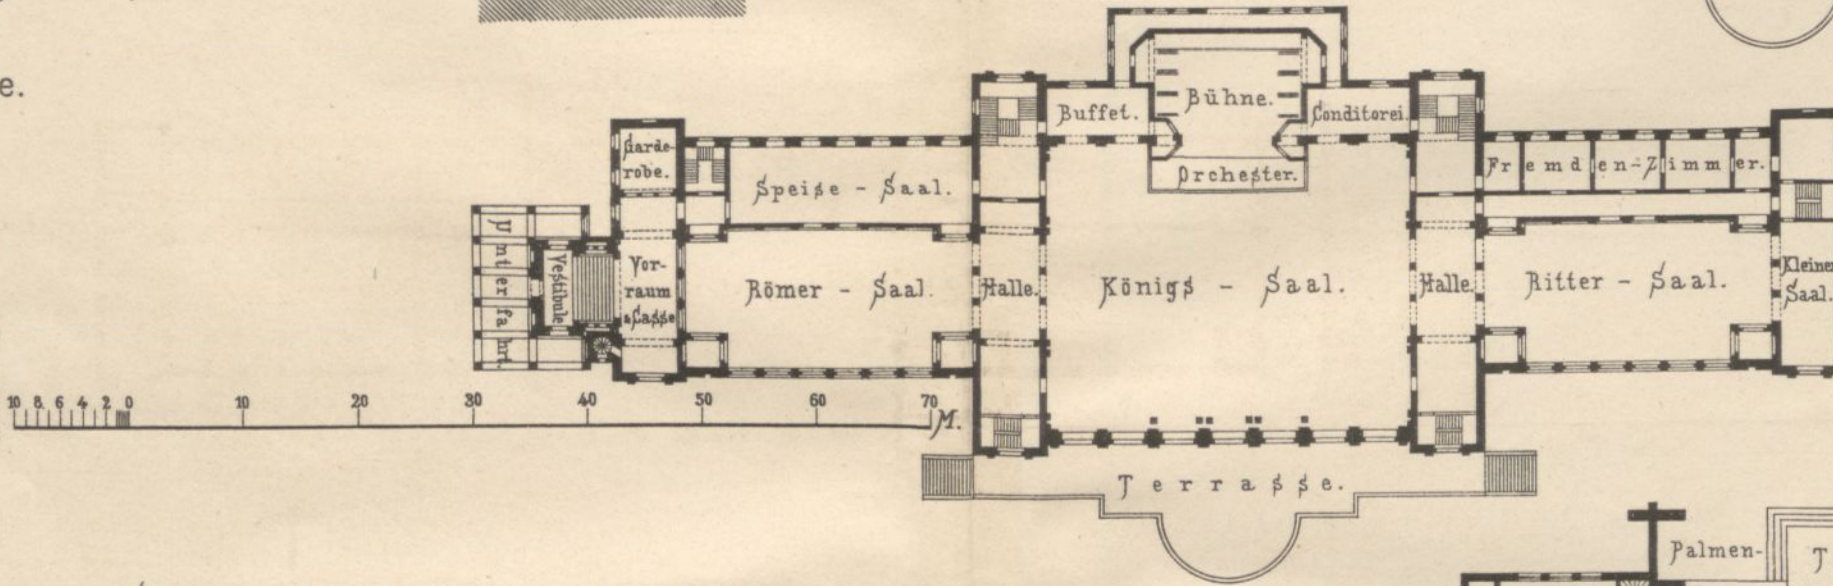 e.
Buffet.
Bühne.
Conditorei.
Garde-
robe.
Speise - Saal.
Orchester.
Fremden-Zimmer.
Unterfahrt.
Vestibule
Vor-
raum
&Casse
Römer - Saal.
Halle.
Königs - Saal.
Halle.
Ritter - Saal.
Kleiner
Saal.
10 8 6 4 2 0 10 20 30 40 50 60 70 M.
Terrasse.
Palmen-
T